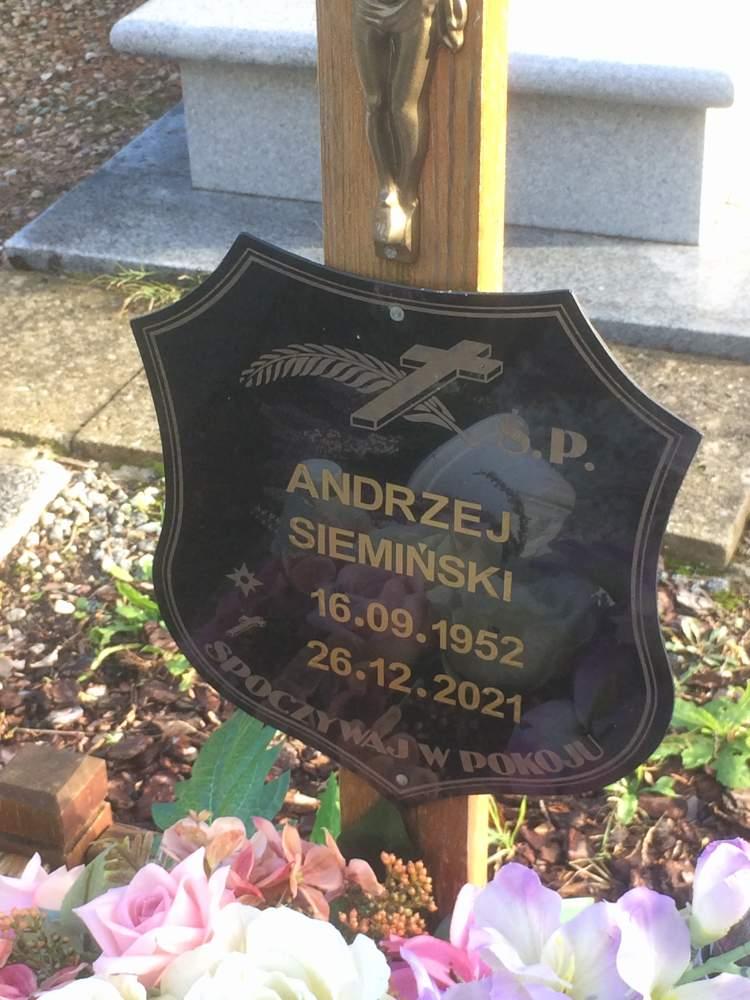 Ś.P.
ANDRZEJ
SIEMIŃSKI
16.09.1952
26.12.2021
SPOCZYWAJ W POKOJU